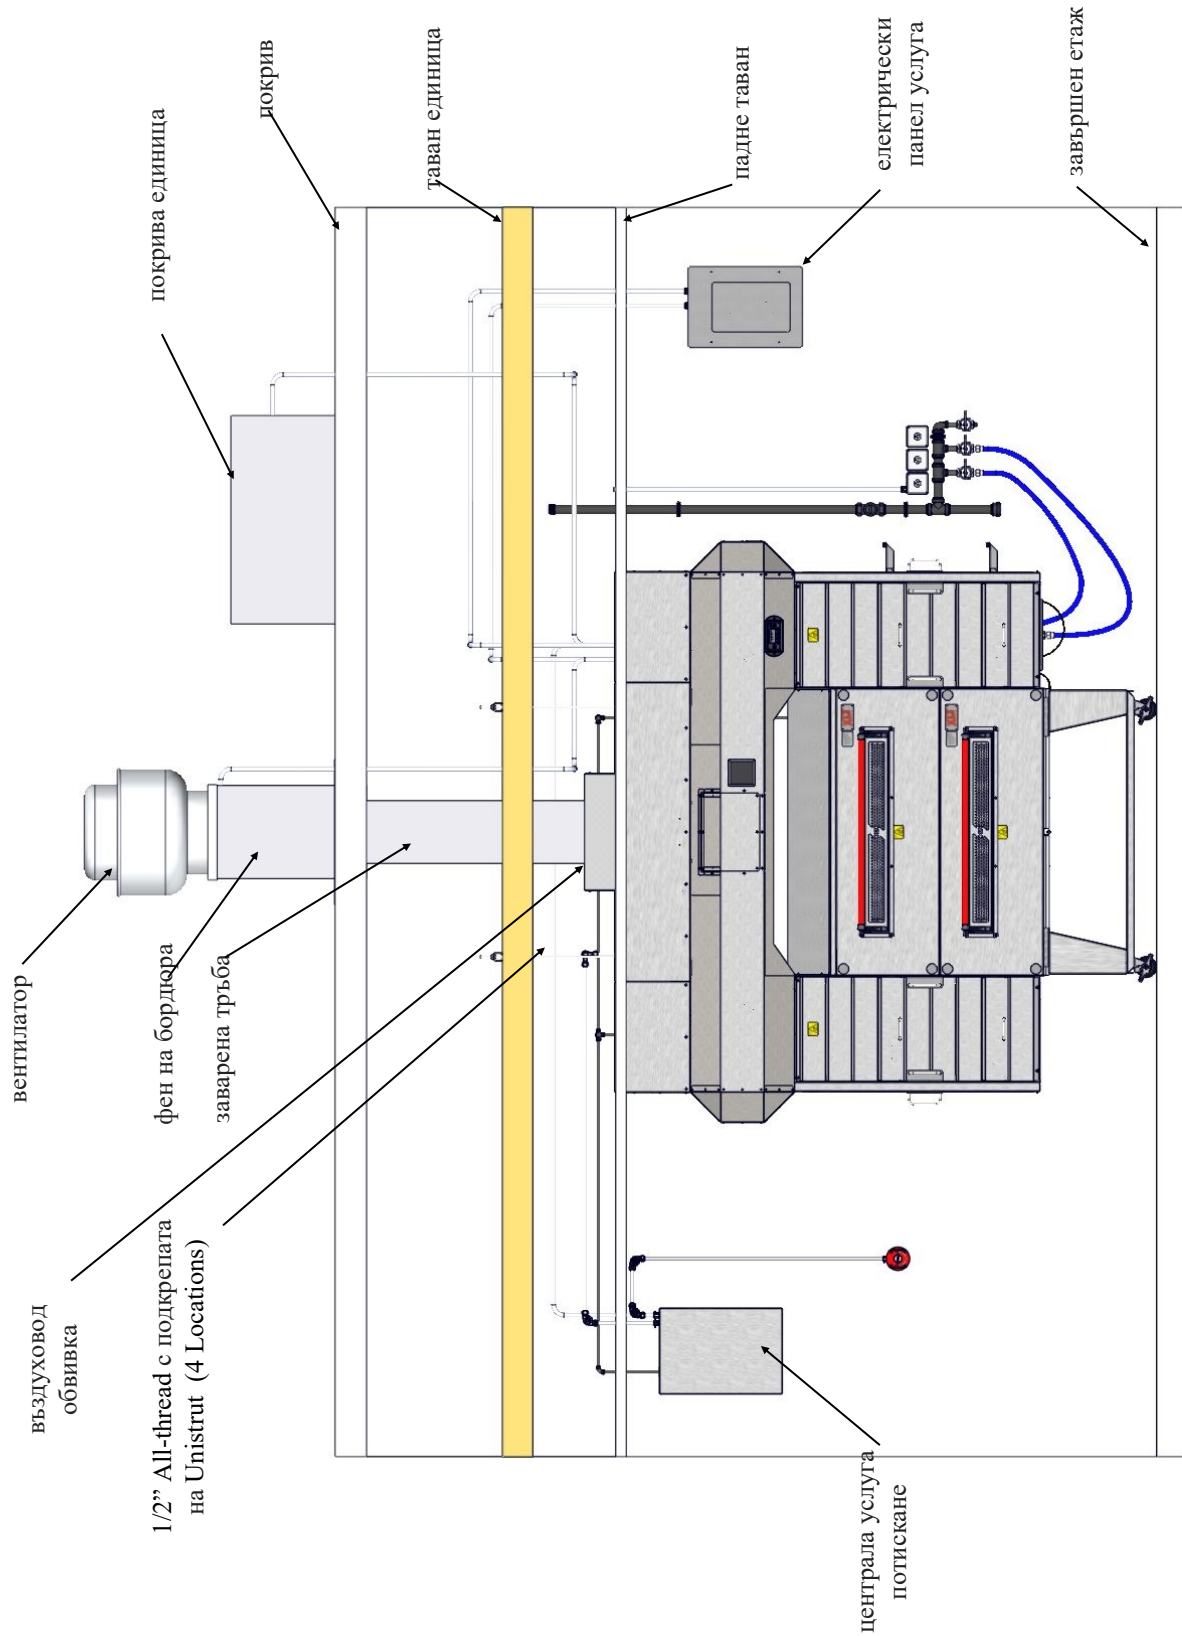 вентилатор
фен на бордюра
заварена тръба
въздуховод
обвивка
1/2” All-thread с подкрепата
на Unistrut (4 Locations)
централа услуга
потискане
покрива единица
покрив
таван единица
падне таван
електрически
панел услуга
завършен етаж